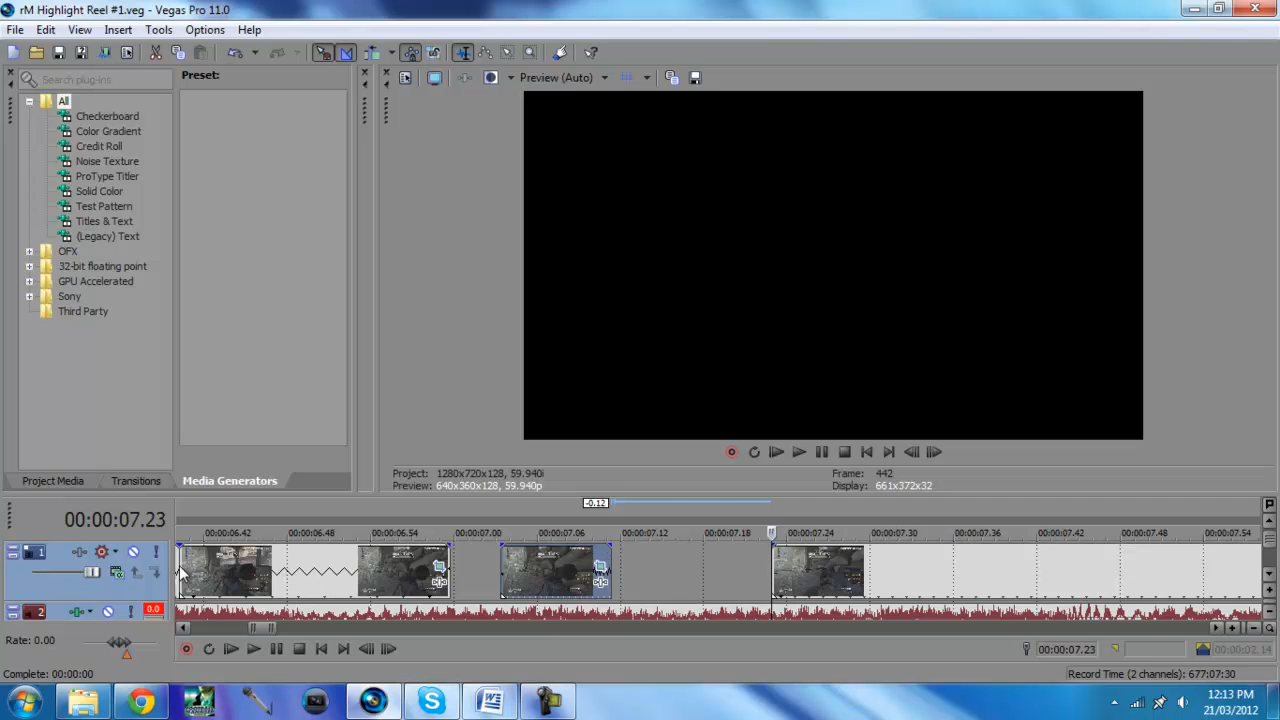 rM Highlight Reel #1.veg - Vegas Pro 11.0
File Edit View Insert Tools Options Help
Search plug-ins
Preset:
Preview (Auto)
All
Checkerboard
Color Gradient
Credit Roll
Noise Texture
ProType Titler
Solid Color
Test Pattern
Titles & Text
(Legacy) Text
OFX
32-bit floating point
GPU Accelerated
Sony
Third Party
Project Media Transitions Media Generators
Project: 1280x720x128, 59.940i
Preview: 640x360x128, 59.940p
Frame: 442
Display: 661x372x32
-0.12
00:00:07.23
00:00:06.42 00:00:06.48 00:00:06.54 00:00:07.00 00:00:07.06 00:00:07.12 00:00:07.18 00:00:07.24 00:00:07.30 00:00:07.36 00:00:07.42 00:00:07.48 00:00:07.54
1
2 0.0
Rate: 0.00
00:00:07.23 00:00:02.14
Complete: 00:00:00
Record Time (2 channels): 677:07:30
12:13 PM
21/03/2012